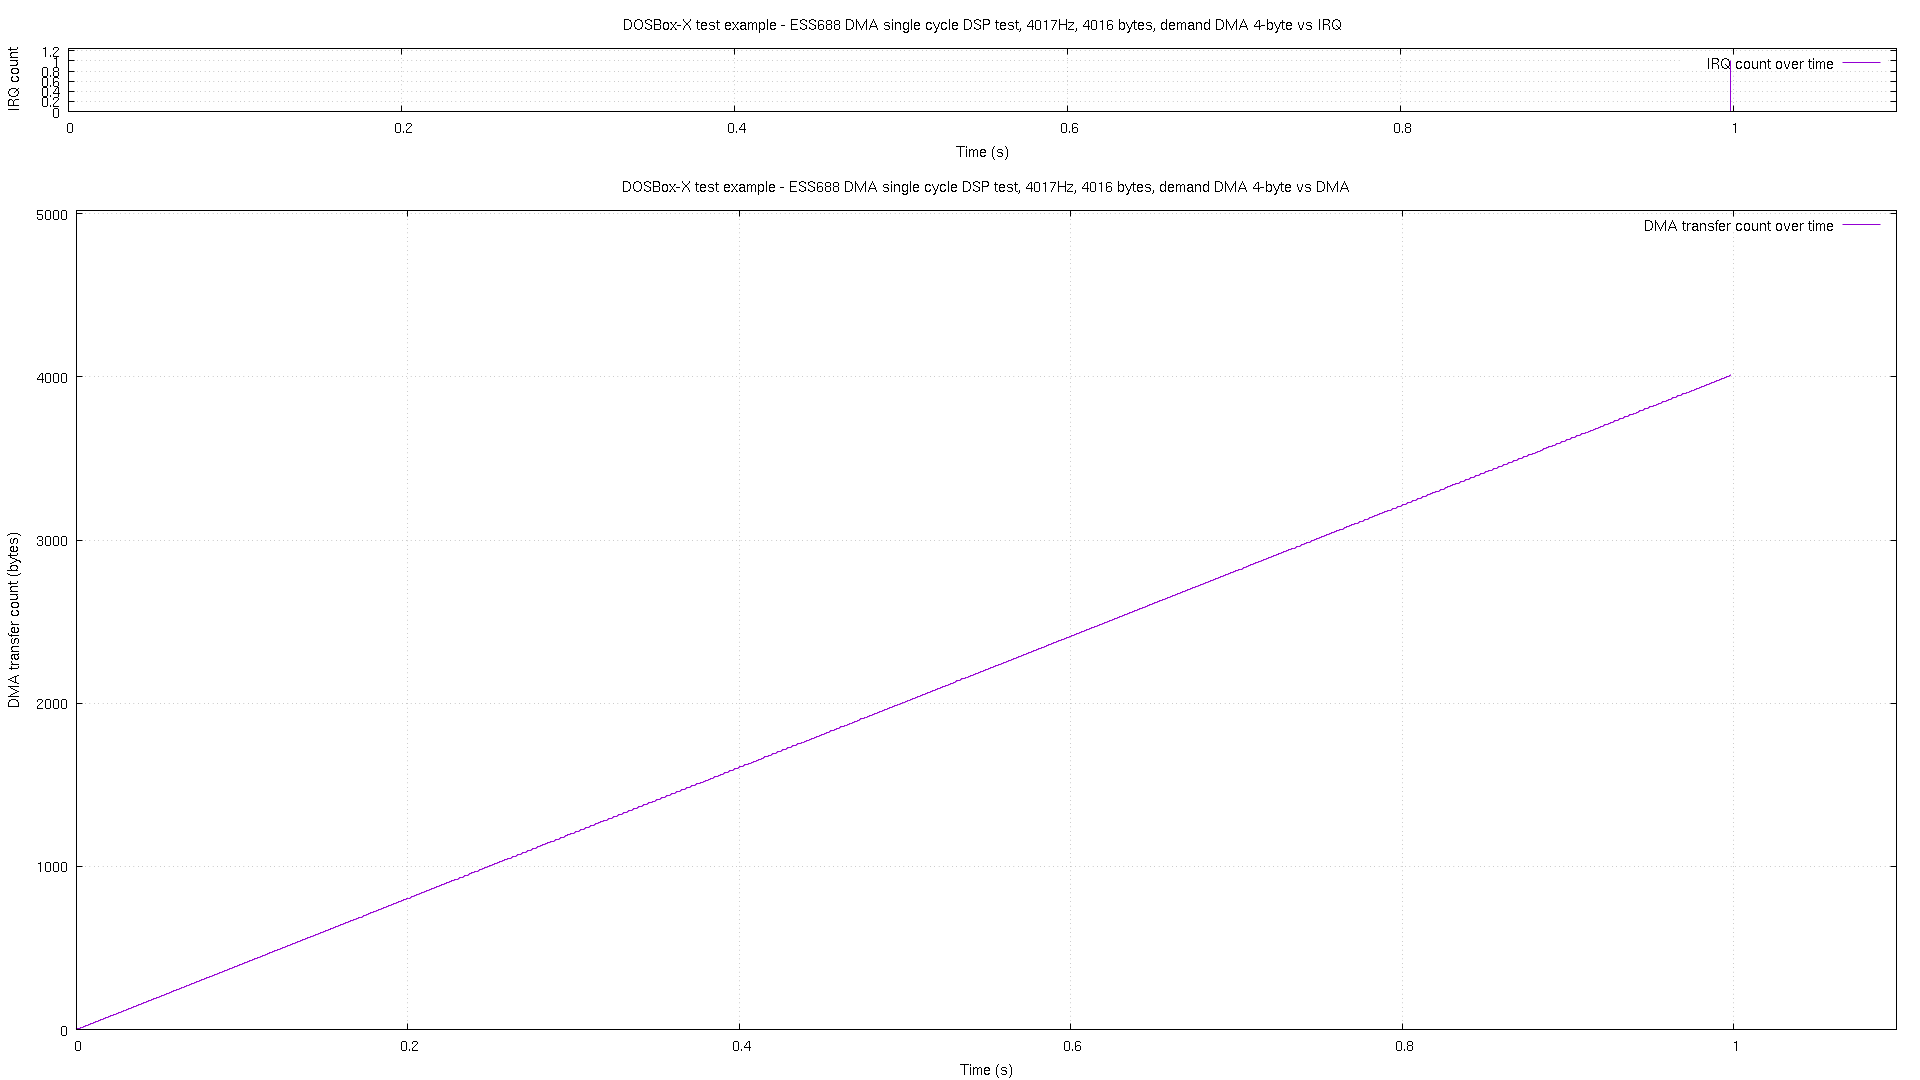 DOSBox-X test example - ESS688 DMA single cycle DSP test, 4017Hz, 4016 bytes, demand DMA 4-byte vs IRQ
IRQ count
1.2
1
0.8
0.6
0.4
0.2
0
IRQ count over time
0 0.2 0.4 0.6 0.8 1
Time (s)
DOSBox-X test example - ESS688 DMA single cycle DSP test, 4017Hz, 4016 bytes, demand DMA 4-byte vs DMA
DMA transfer count over time
DMA transfer count (bytes)
5000
4000
3000
2000
1000
0
0 0.2 0.4 0.6 0.8 1
Time (s)